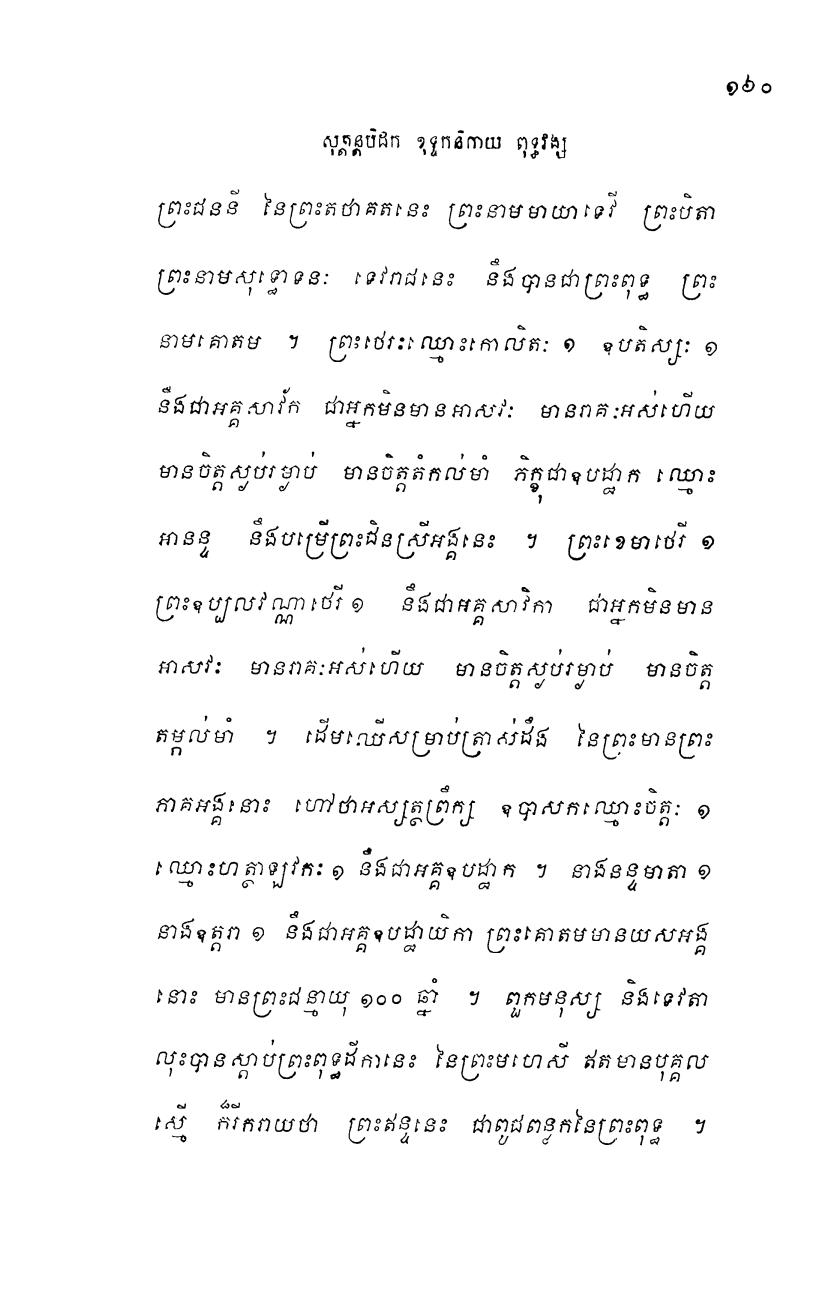 ១៦០
សុត្តន្តបិដក ខុទ្ទកនិកាយ ពុទ្ធវង្ស
ព្រះជននី នៃព្រះតថាគតនេះ ព្រះនាមមាយាទេវី ព្រះបិតា
ព្រះនាមសុទ្ធោទនៈ ទេវរាជនេះ នឹងបានជាព្រះពុទ្ធ ព្រះ
នាមគោតម ។ ព្រះថេរៈឈ្មោះកោលិតៈ ១ ឧបតិស្សៈ ១
នឹងជាអគ្គសាវ័ក ជាអ្នកមិនមានអាសវៈ មានរាគៈអស់ហើយ
មានចិត្តស្ងប់រម្ងាប់ មានចិត្តតំកល់មាំ ភិក្ខុជាឧបដ្ឋាក ឈ្មោះ
អានន្ទ នឹងបម្រើព្រះជិនស្រីអង្គនេះ ។ ព្រះខេមាថេរី ១
ព្រះឧប្បលវណ្ណាថេរី ១ នឹងជាអគ្គសាវិកា ជាអ្នកមិនមាន
អាសវៈ មានរាគៈអស់ហើយ មានចិត្តស្ងប់រម្ងាប់ មានចិត្ត
តម្កល់មាំ ។ ដើមឈើសម្រាប់ត្រាស់ដឹង នៃព្រះមានព្រះ
ភាគអង្គនោះ ហៅថាអស្សត្ថព្រឹក្ស ឧបាសកឈ្មោះចិត្តៈ ១
ឈ្មោះហត្ថាឡវកៈ ១ នឹងជាអគ្គឧបដ្ឋាក ។ នាងនន្ទមាតា ១
នាងឧត្តរា ១ នឹងជាអគ្គឧបដ្ឋាយិកា ព្រះគោតមមានយសអង្គ
នោះ មានព្រះជន្មាយុ ១០០ ឆ្នាំ ។ ពួកមនុស្ស និងទេវតា
លុះបានស្តាប់ព្រះពុទ្ធដីកានេះ នៃព្រះមហេសី ឥតមានបុគ្គល
ស្មើ ក៏រីករាយថា ព្រះឥន្ទនេះ ជាពូជពន្លកនៃព្រះពុទ្ធ ។